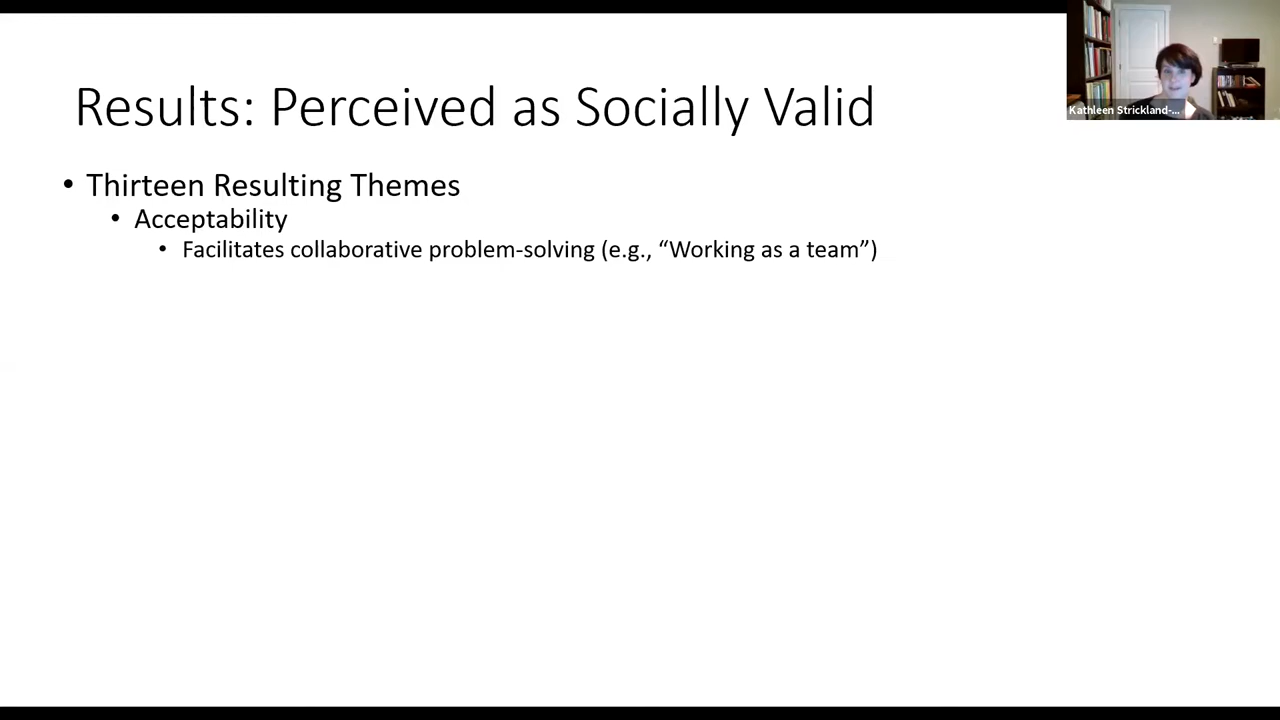 Results: Perceived as Socially Valid
• Thirteen Resulting Themes
• Acceptability
• Facilitates collaborative problem-solving (e.g., “Working as a team”)
Kathleen Strickland-...